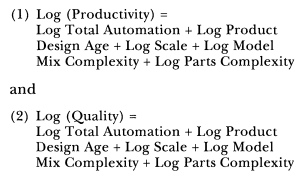 (1) Log (Productivity) =
Log Total Automation + Log Product
Design Age + Log Scale + Log Model
Mix Complexity + Log Parts Complexity
and
(2) Log (Quality) =
Log Total Automation + Log Product
Design Age + Log Scale + Log Model
Mix Complexity + Log Parts Complexity